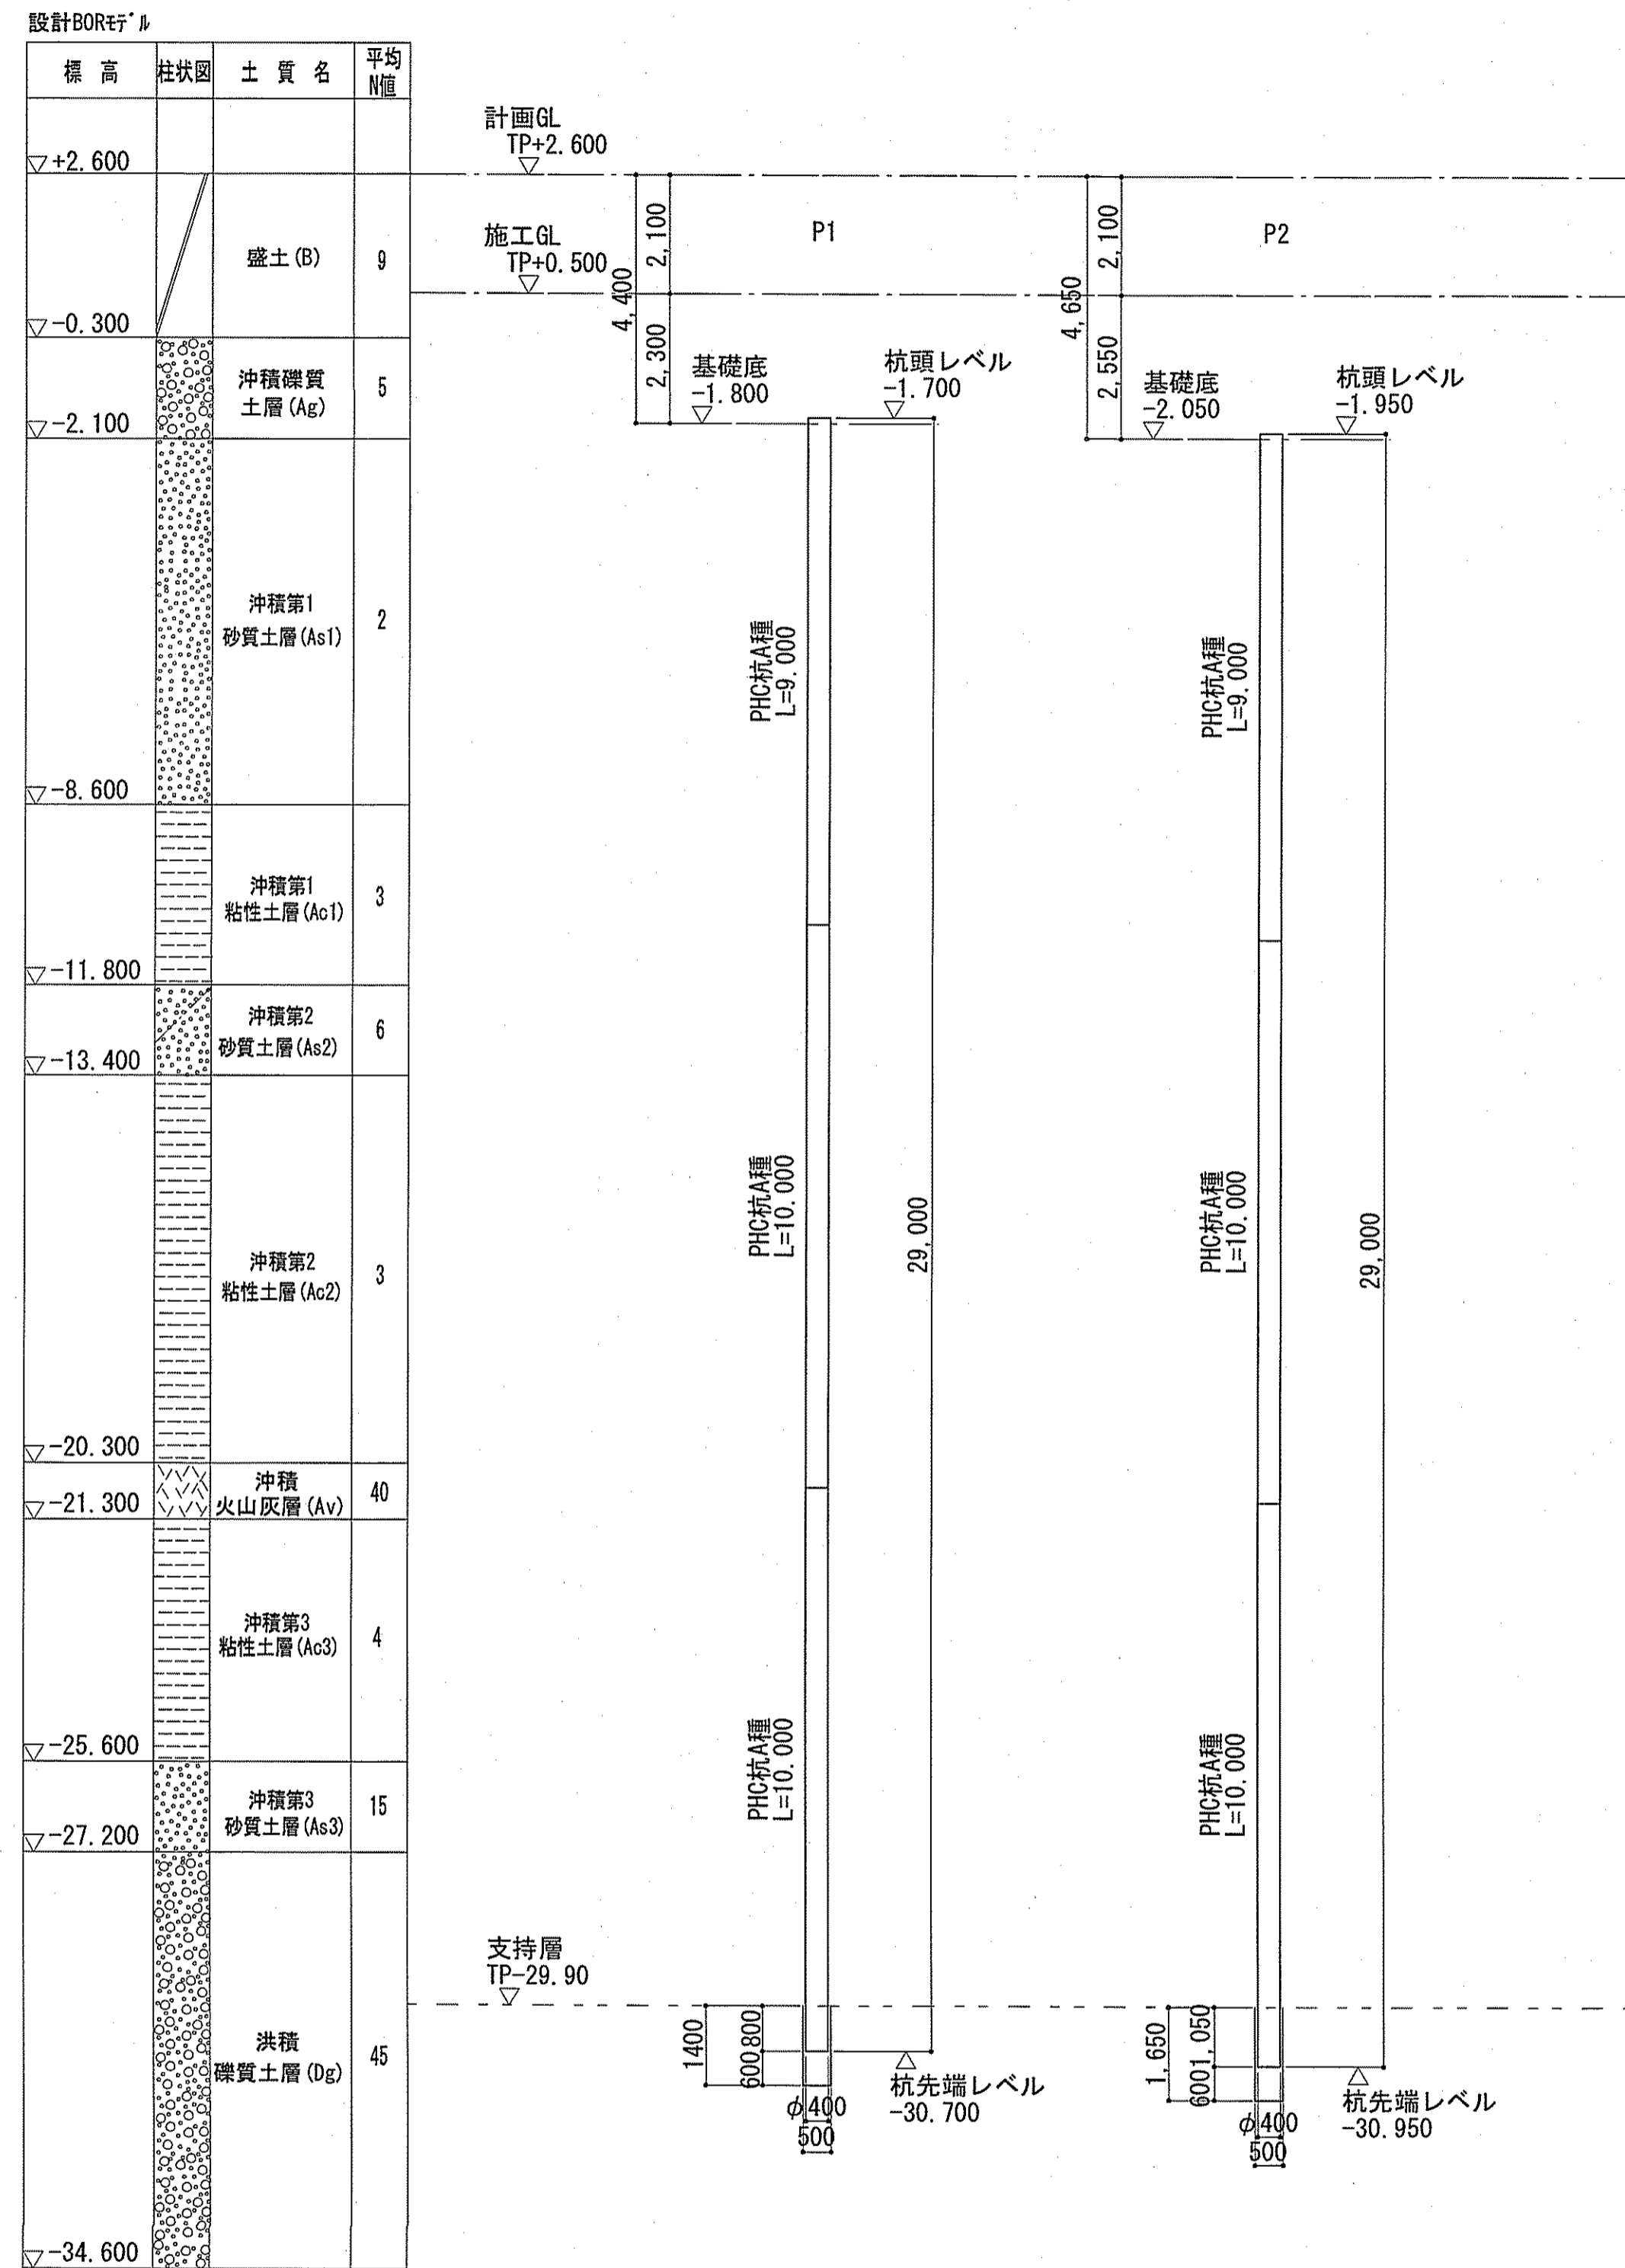 設計BORﾓﾃﾞﾙ
標 高
柱状図
土 質 名
平均
N値
+2.600
盛土(B)
9
-0.300
沖積礫質
土層(Ag)
5
-2.100
沖積第1
砂質土層(As1)
2
-8.600
沖積第1
粘性土層(Ac1)
3
-11.800
沖積第2
砂質土層(As2)
6
-13.400
沖積第2
粘性土層(Ac2)
3
-20.300
沖積
火山灰層(Av)
40
-21.300
沖積第3
粘性土層(Ac3)
4
-25.600
沖積第3
砂質土層(As3)
15
-27.200
洪積
礫質土層(Dg)
45
-34.600
計画GL
TP+2.600
施工GL
TP+0.500
支持層
TP-29.90
P1
2,100
4,400
2,300
基礎底
-1.800
杭頭レベル
-1.700
PHC杭A種
L=9.000
PHC杭A種
L=10.000
29,000
PHC杭A種
L=10.000
1400
800
600
杭先端レベル
-30.700
φ400
500
P2
2,100
4,650
2,550
基礎底
-2.050
杭頭レベル
-1.950
PHC杭A種
L=9.000
PHC杭A種
L=10.000
29,000
PHC杭A種
L=10.000
1,650
1,050
600
杭先端レベル
-30.950
φ400
500